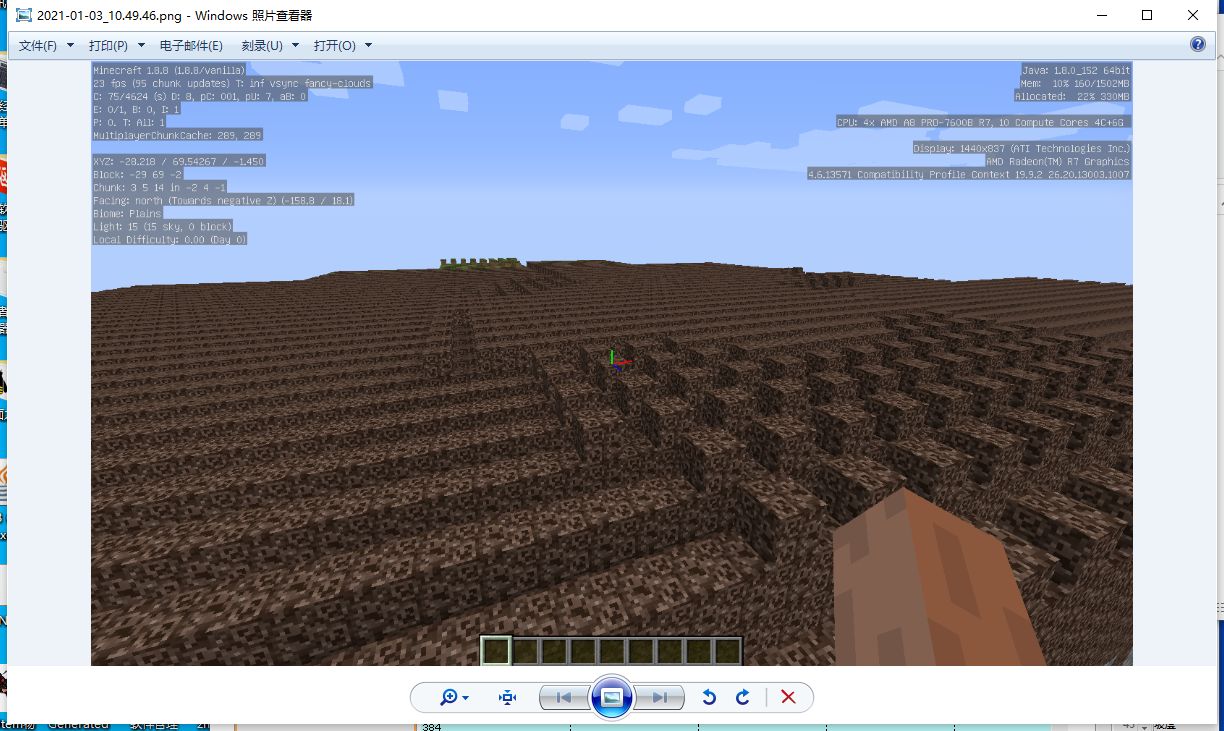 2021-01-03_10.49.46.png - Windows 照片查看器
文件(F) 打印(P) 电子邮件(E) 刻录(U) 打开(O)
Minecraft 1.8.8 (1.8.8/vanilla)
23 fps (95 chunk updates) T: inf vsync fancy-clouds
C: 75/4624 (s) D: 8, pC: 001, pU: 7, aB: 0
E: 0/1, B: 0, I: 1
P: 0. T: All: 1
MultiplayerChunkCache: 289, 289
XYZ: -28.218 / 69.54267 / -1.450
Block: -29 69 -2
Chunk: 3 5 14 in -2 4 -1
Facing: north (Towards negative Z) (-158.8 / 18.1)
Biome: Plains
Light: 15 (15 sky, 0 block)
Local Difficulty: 0.00 (Day 0)
Java: 1.8.0_152 64bit
Mem: 10% 160/1502MB
Allocated: 22% 330MB
CPU: 4x AMD A8 PRO-7600B R7, 10 Compute Cores 4C+6G
Display: 1440x837 (ATI Technologies Inc.)
AMD Radeon(TM) R7 Graphics
4.6.13571 Compatibility Profile Context 19.9.2 26.20.13003.1007
384